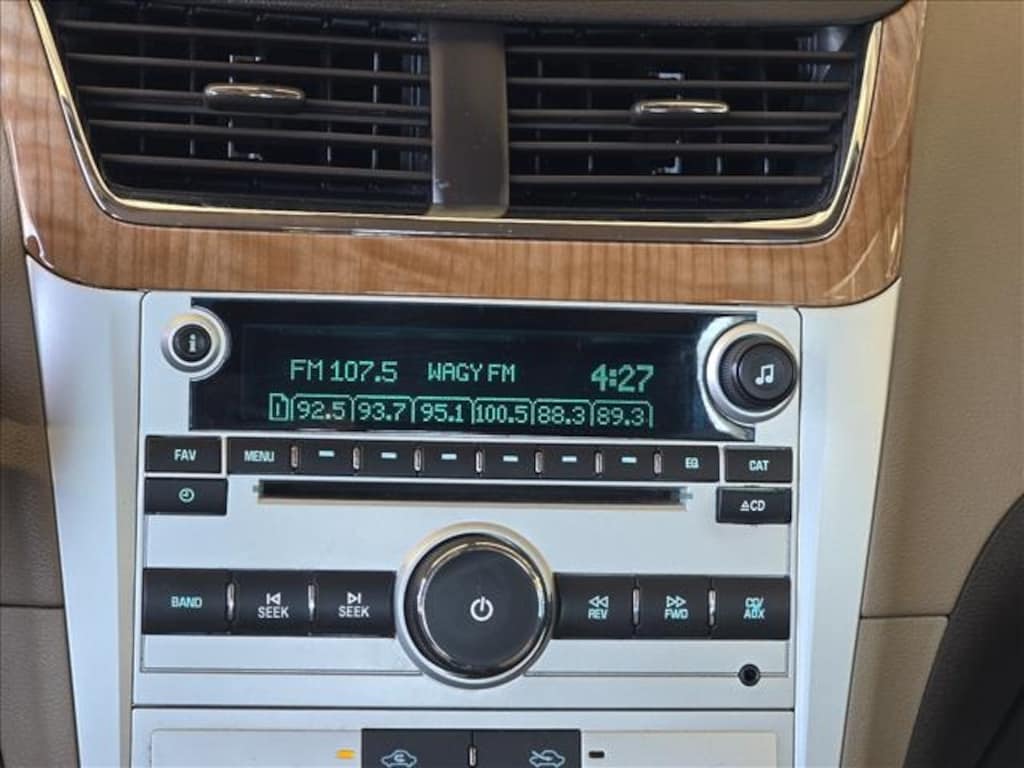 FM 107.5 WAGY FM 4:27
1 92.5 93.7 95.1 100.5 88.3 89.3
FAV MENU EQ CAT
CD
BAND SEEK SEEK REV FWD CD/AUX